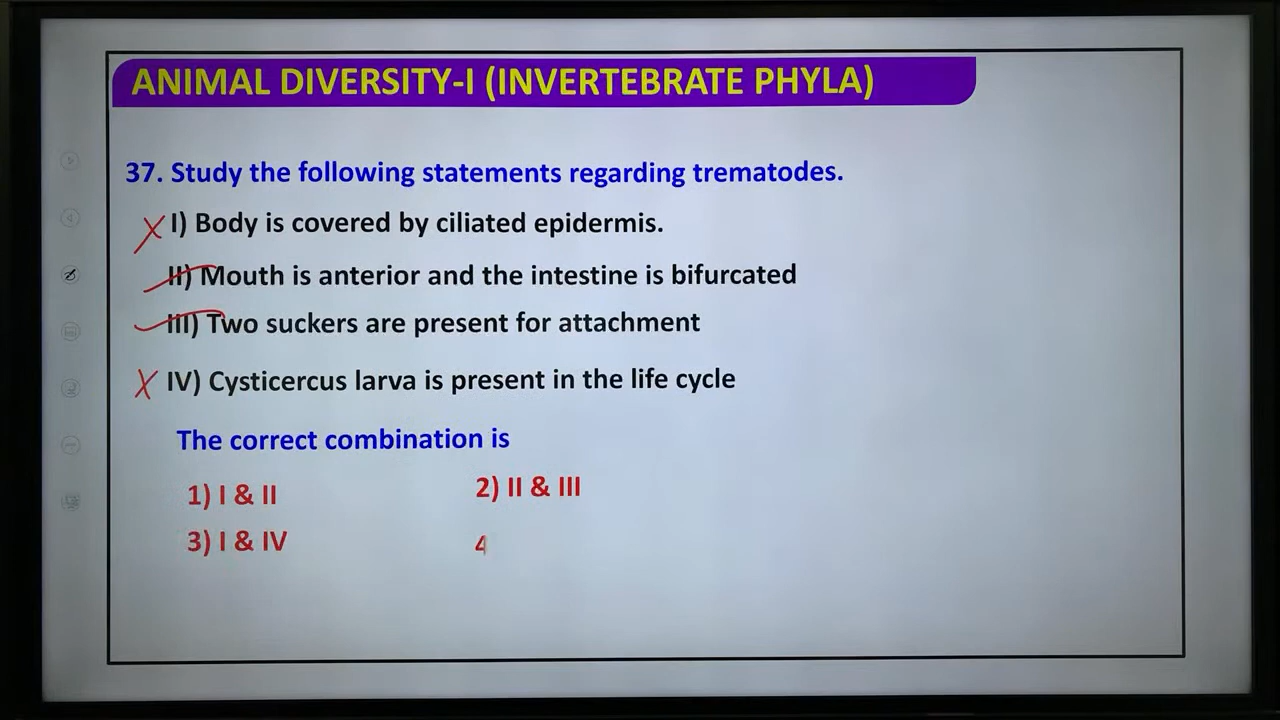 ANIMAL DIVERSITY-I (INVERTEBRATE PHYLA)
37. Study the following statements regarding trematodes.
I) Body is covered by ciliated epidermis.
II) Mouth is anterior and the intestine is bifurcated
III) Two suckers are present for attachment
IV) Cysticercus larva is present in the life cycle
The correct combination is
1) I & II
2) II & III
3) I & IV
4